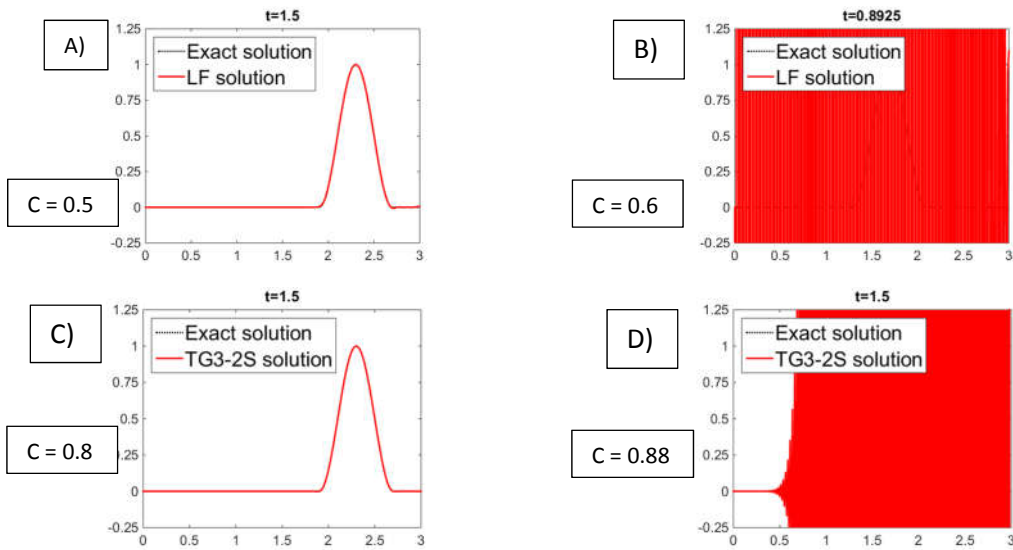 A)
t=1.5
1.25
1
0.75
0.5
0.25
0
-0.25
Exact solution
LF solution
0 0.5 1 1.5 2 2.5 3
C = 0.5
B)
t=0.8925
1.25
1
0.75
0.5
0.25
0
-0.25
Exact solution
LF solution
0 0.5 1 1.5 2 2.5 3
C = 0.6
C)
t=1.5
1.25
1
0.75
0.5
0.25
0
-0.25
Exact solution
TG3-2S solution
0 0.5 1 1.5 2 2.5 3
C = 0.8
D)
t=1.5
1.25
1
0.75
0.5
0.25
0
-0.25
Exact solution
TG3-2S solution
0 0.5 1 1.5 2 2.5 3
C = 0.88